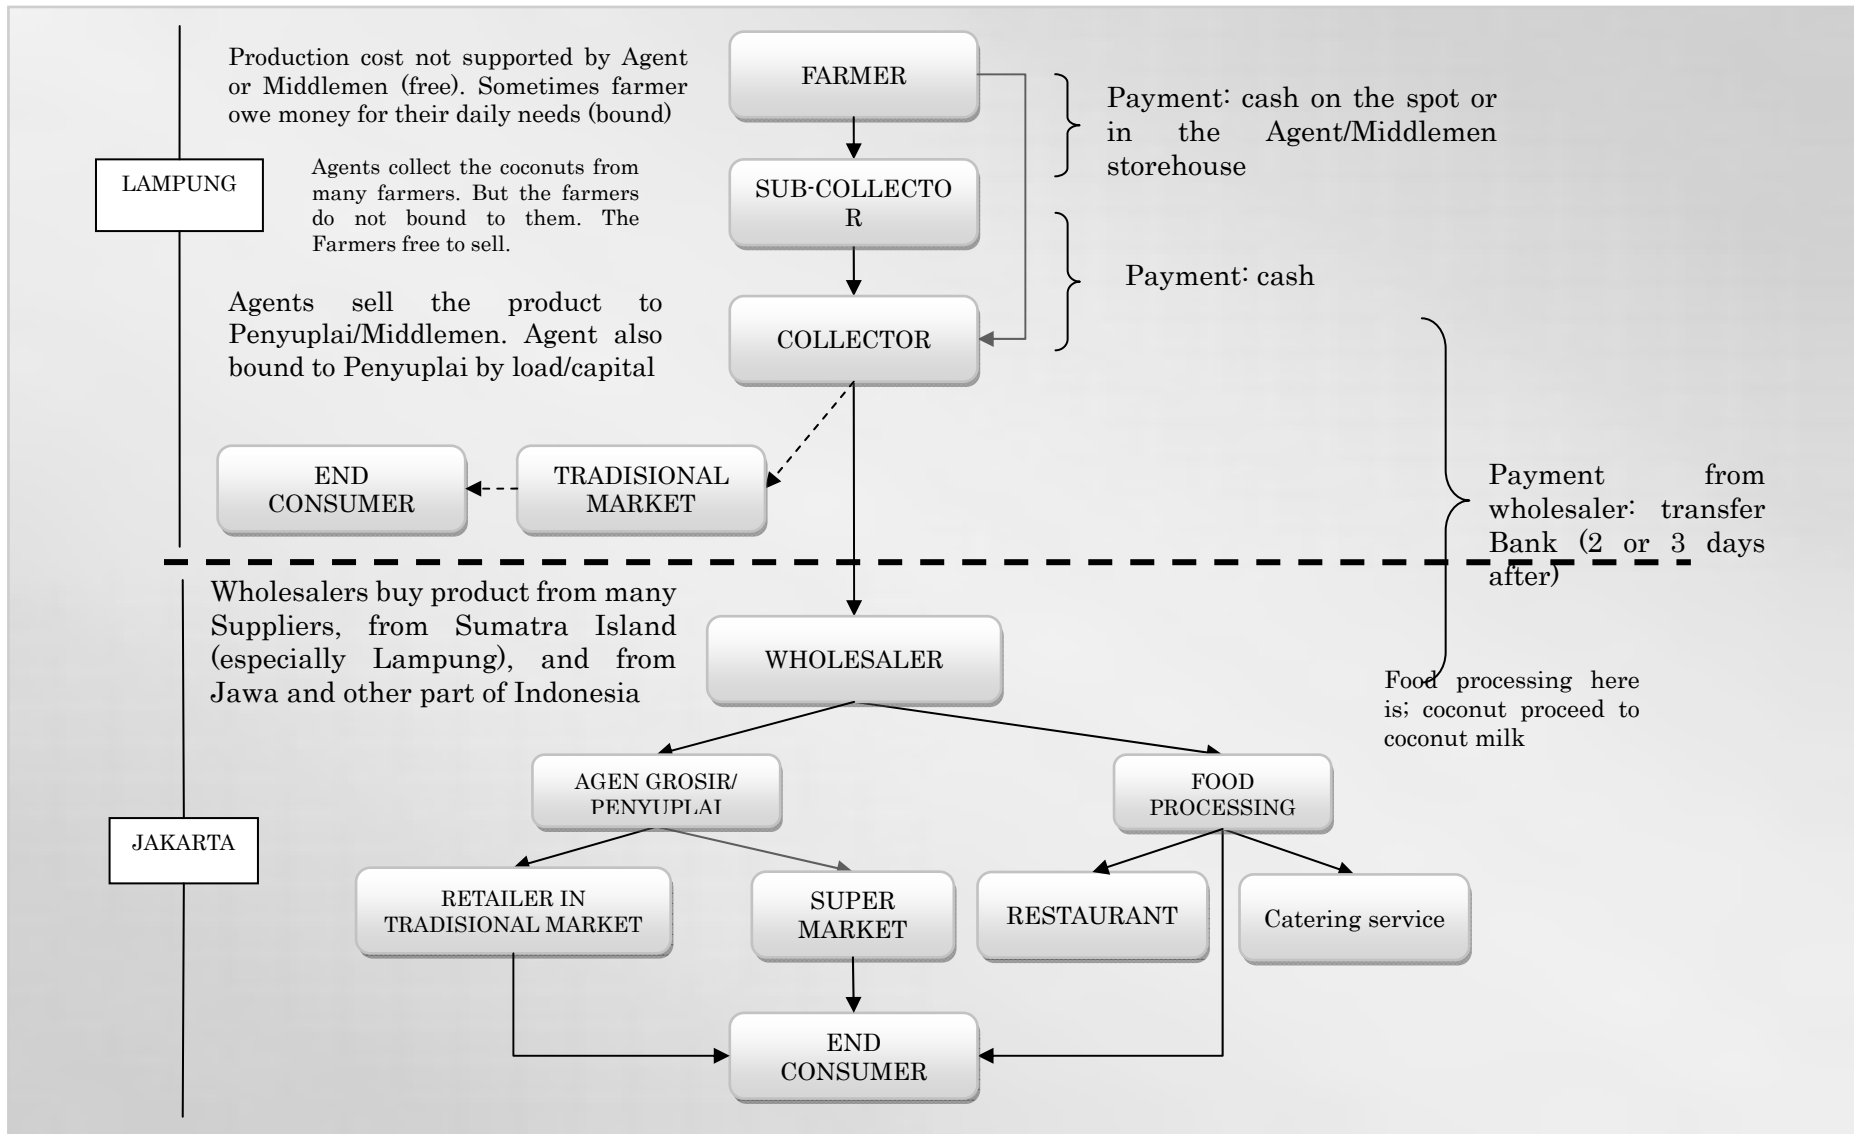 Production cost not supported by Agent
or Middlemen (free). Sometimes farmer
owe money for their daily needs (bound)
FARMER
Payment: cash on the spot or
in the Agent/Middlemen
storehouse
LAMPUNG
Agents collect the coconuts from
many farmers. But the farmers
do not bound to them. The
Farmers free to sell.
SUB-COLLECTO
R
Payment: cash
Agents sell the product to
Penyuplai/Middlemen. Agent also
bound to Penyuplai by load/capital
COLLECTOR
END
CONSUMER
TRADISIONAL
MARKET
Payment from
wholesaler: transfer
Bank (2 or 3 days
after)
Wholesalers buy product from many
Suppliers, from Sumatra Island
(especially Lampung), and from
Jawa and other part of Indonesia
WHOLESALER
Food processing here
is; coconut proceed to
coconut milk
AGEN GROSIR/
PENYUPLAI
FOOD
PROCESSING
JAKARTA
RETAILER IN
TRADISIONAL MARKET
SUPER
MARKET
RESTAURANT
Catering service
END
CONSUMER